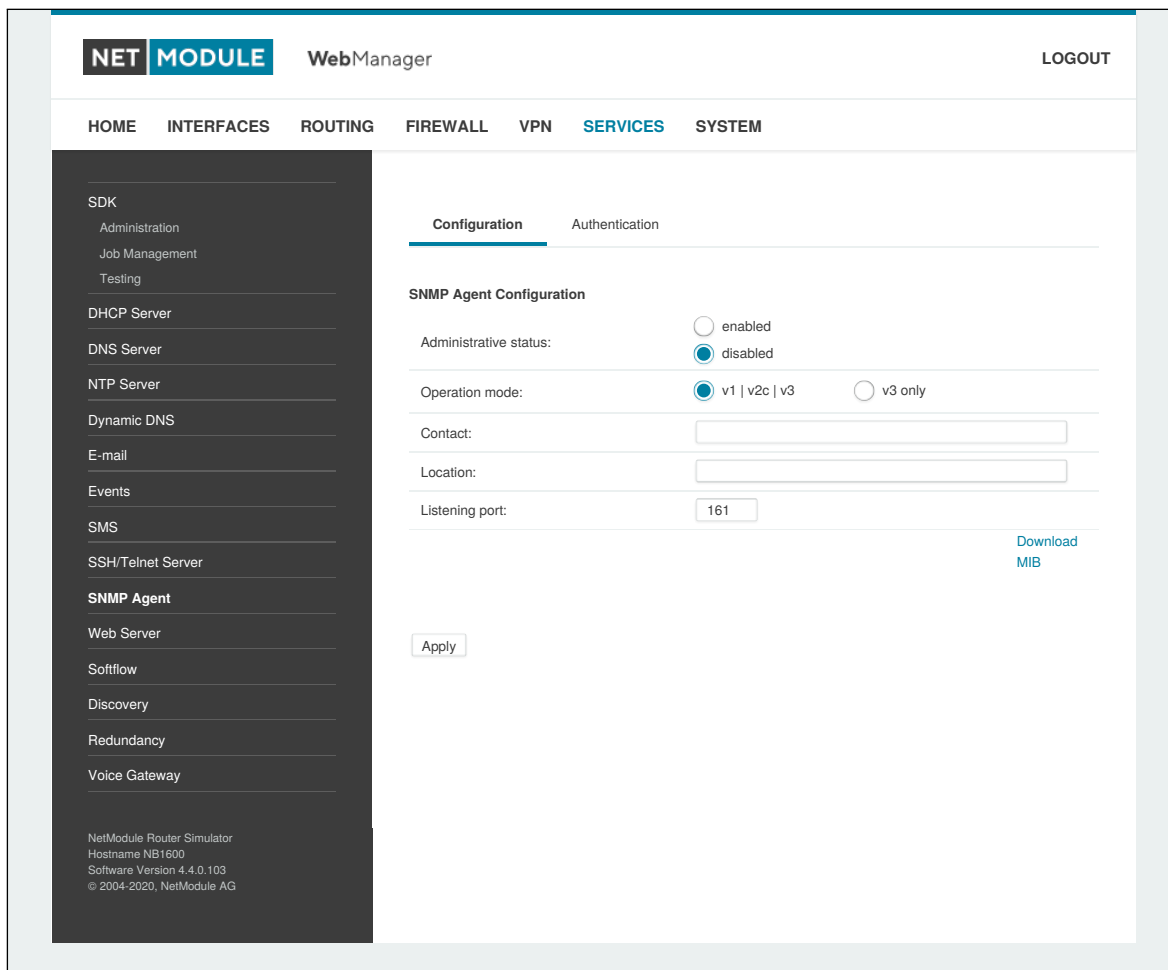 NET MODULE WebManager LOGOUT
HOME INTERFACES ROUTING FIREWALL VPN SERVICES SYSTEM
SDK
Administration
Job Management
Testing
DHCP Server
DNS Server
NTP Server
Dynamic DNS
E-mail
Events
SMS
SSH/Telnet Server
SNMP Agent
Web Server
Softflow
Discovery
Redundancy
Voice Gateway
NetModule Router Simulator
Hostname NB1600
Software Version 4.4.0.103
© 2004-2020, NetModule AG
Configuration Authentication
SNMP Agent Configuration
Administrative status:
enabled
disabled
Operation mode: v1 | v2c | v3 v3 only
Contact:
Location:
Listening port: 161
Download
MIB
Apply